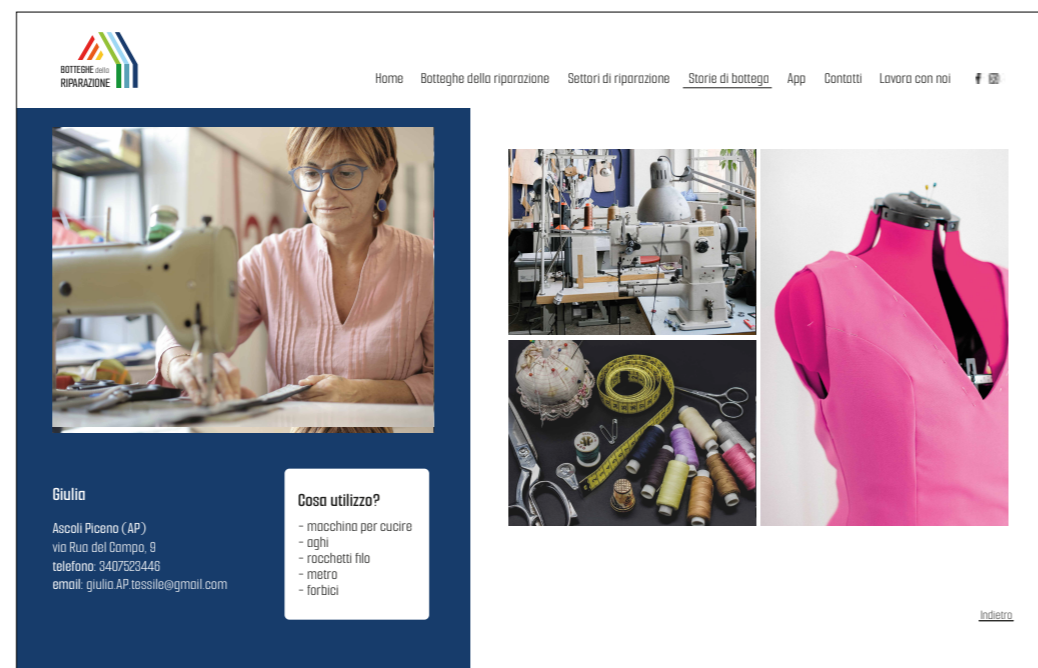 BOTTEGHE della
RIPARAZIONE
Home Botteghe della riparazione Settori di riparazione Storie di bottega App Contatti Lavora con noi
Giulia
Ascoli Piceno (AP)
via Rua del Campo, 9
telefono: 3407523446
email: giulia.AP.tessile@gmail.com
Cosa utilizzo?
- macchina per cucire
- aghi
- rocchetti filo
- metro
- forbici
Indietro